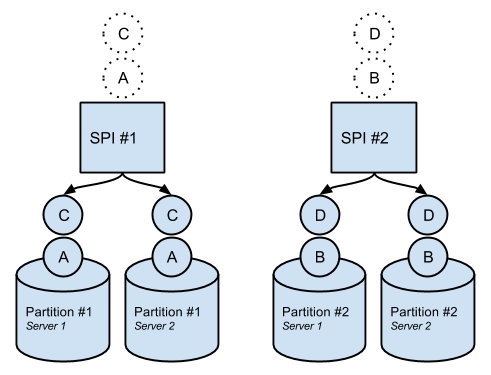 C
D
A
B
SPI #1
SPI #2
C
C
D
D
A
A
B
B
Partition #1
Server 1
Partition #1
Server 2
Partition #2
Server 1
Partition #2
Server 2